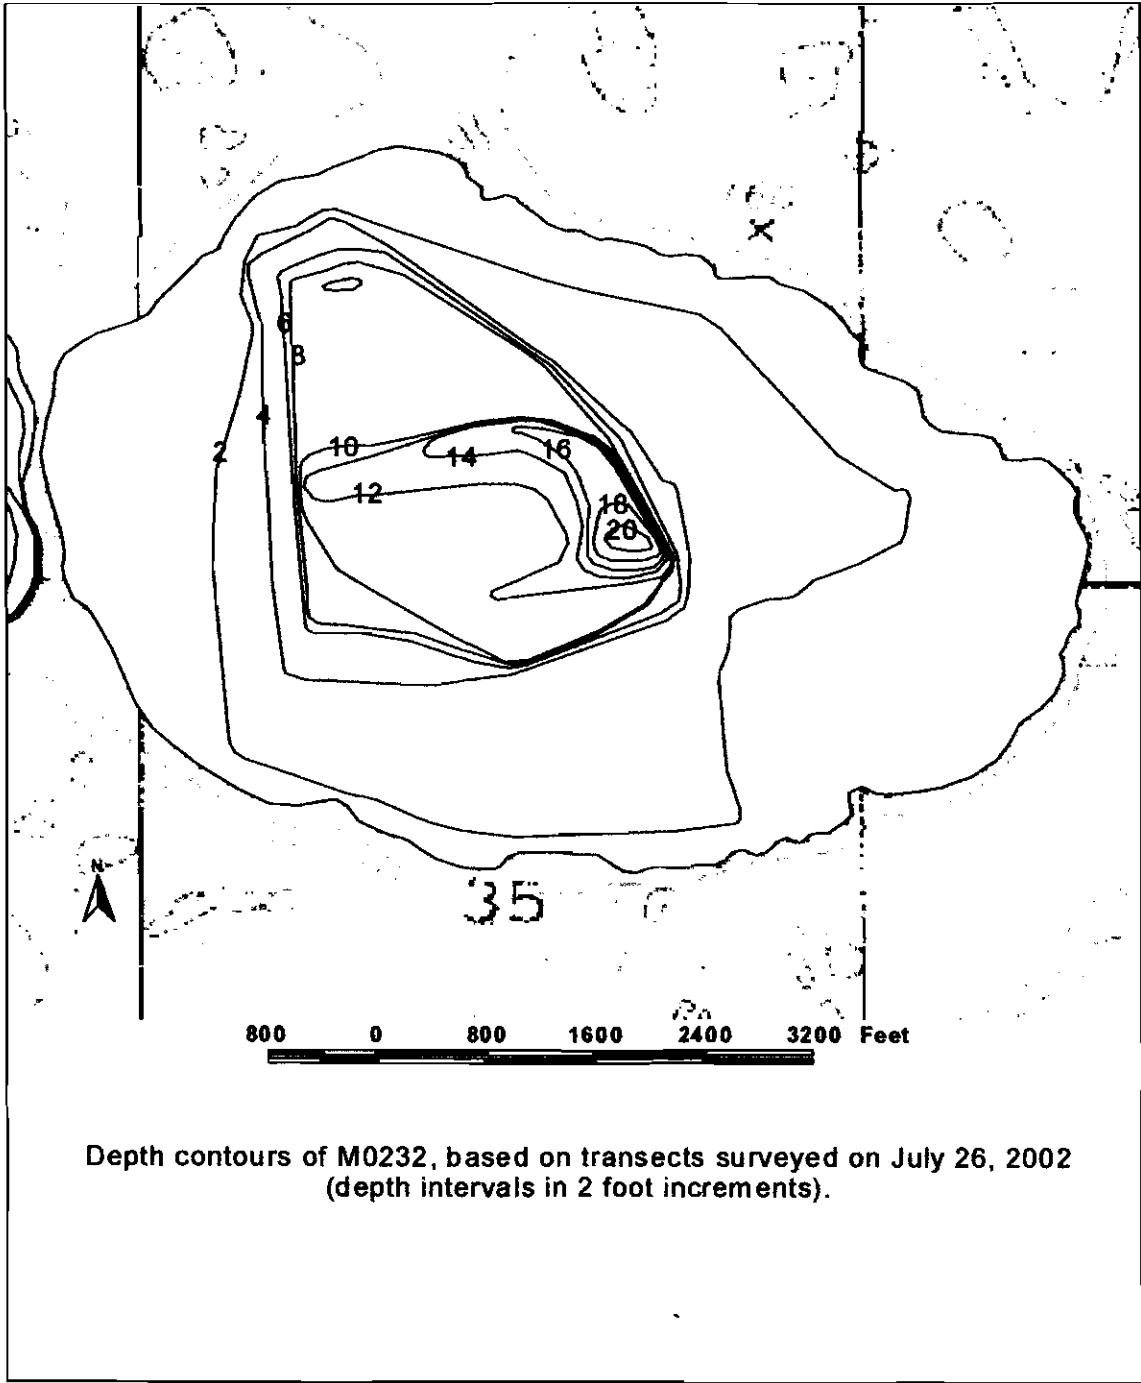 6
8
4
2
10
16
14
12
18
20
N
35
800 0 800 1600 2400 3200 Feet
Depth contours of M0232, based on transects surveyed on July 26, 2002
(depth intervals in 2 foot increments).